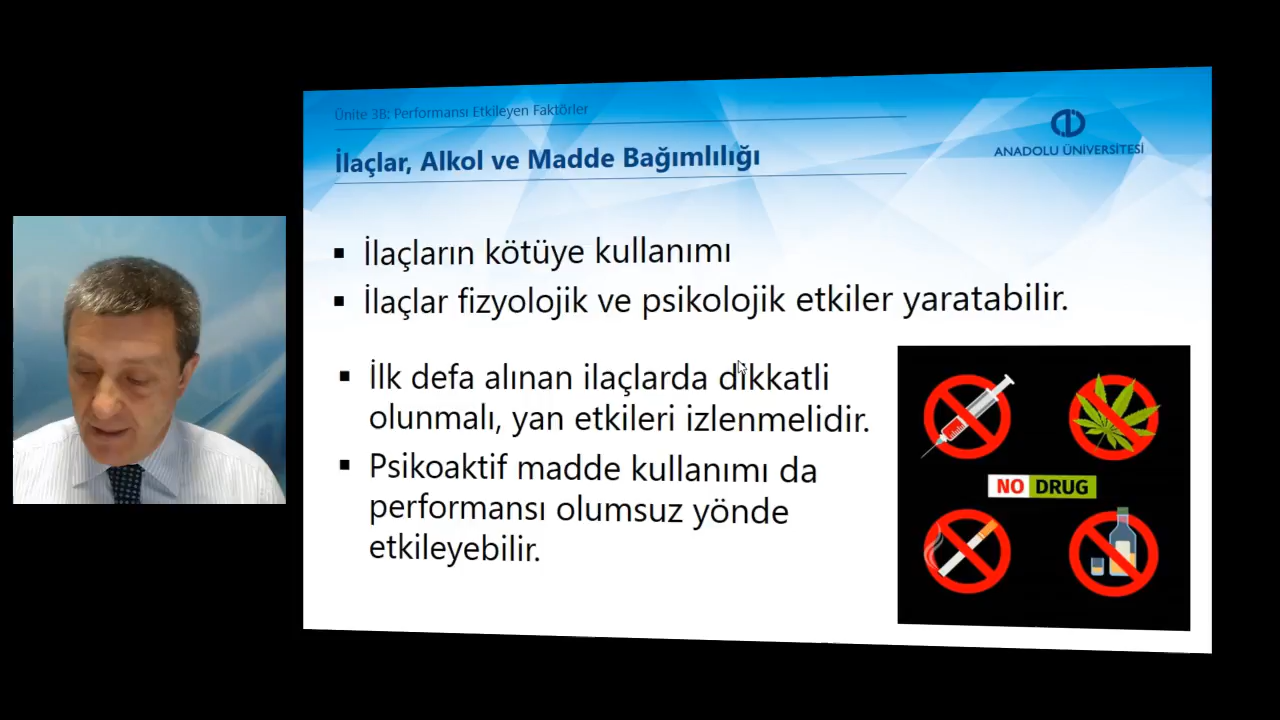 Ünite 3B: Performansı Etkileyen Faktörler
ANADOLU ÜNİVERSİTESİ
İlaçlar, Alkol ve Madde Bağımlılığı
▪ İlaçların kötüye kullanımı
▪ İlaçlar fizyolojik ve psikolojik etkiler yaratabilir.
▪ İlk defa alınan ilaçlarda dikkatli
olunmalı, yan etkileri izlenmelidir.
▪ Psikoaktif madde kullanımı da
performansı olumsuz yönde
etkileyebilir.
NO DRUG